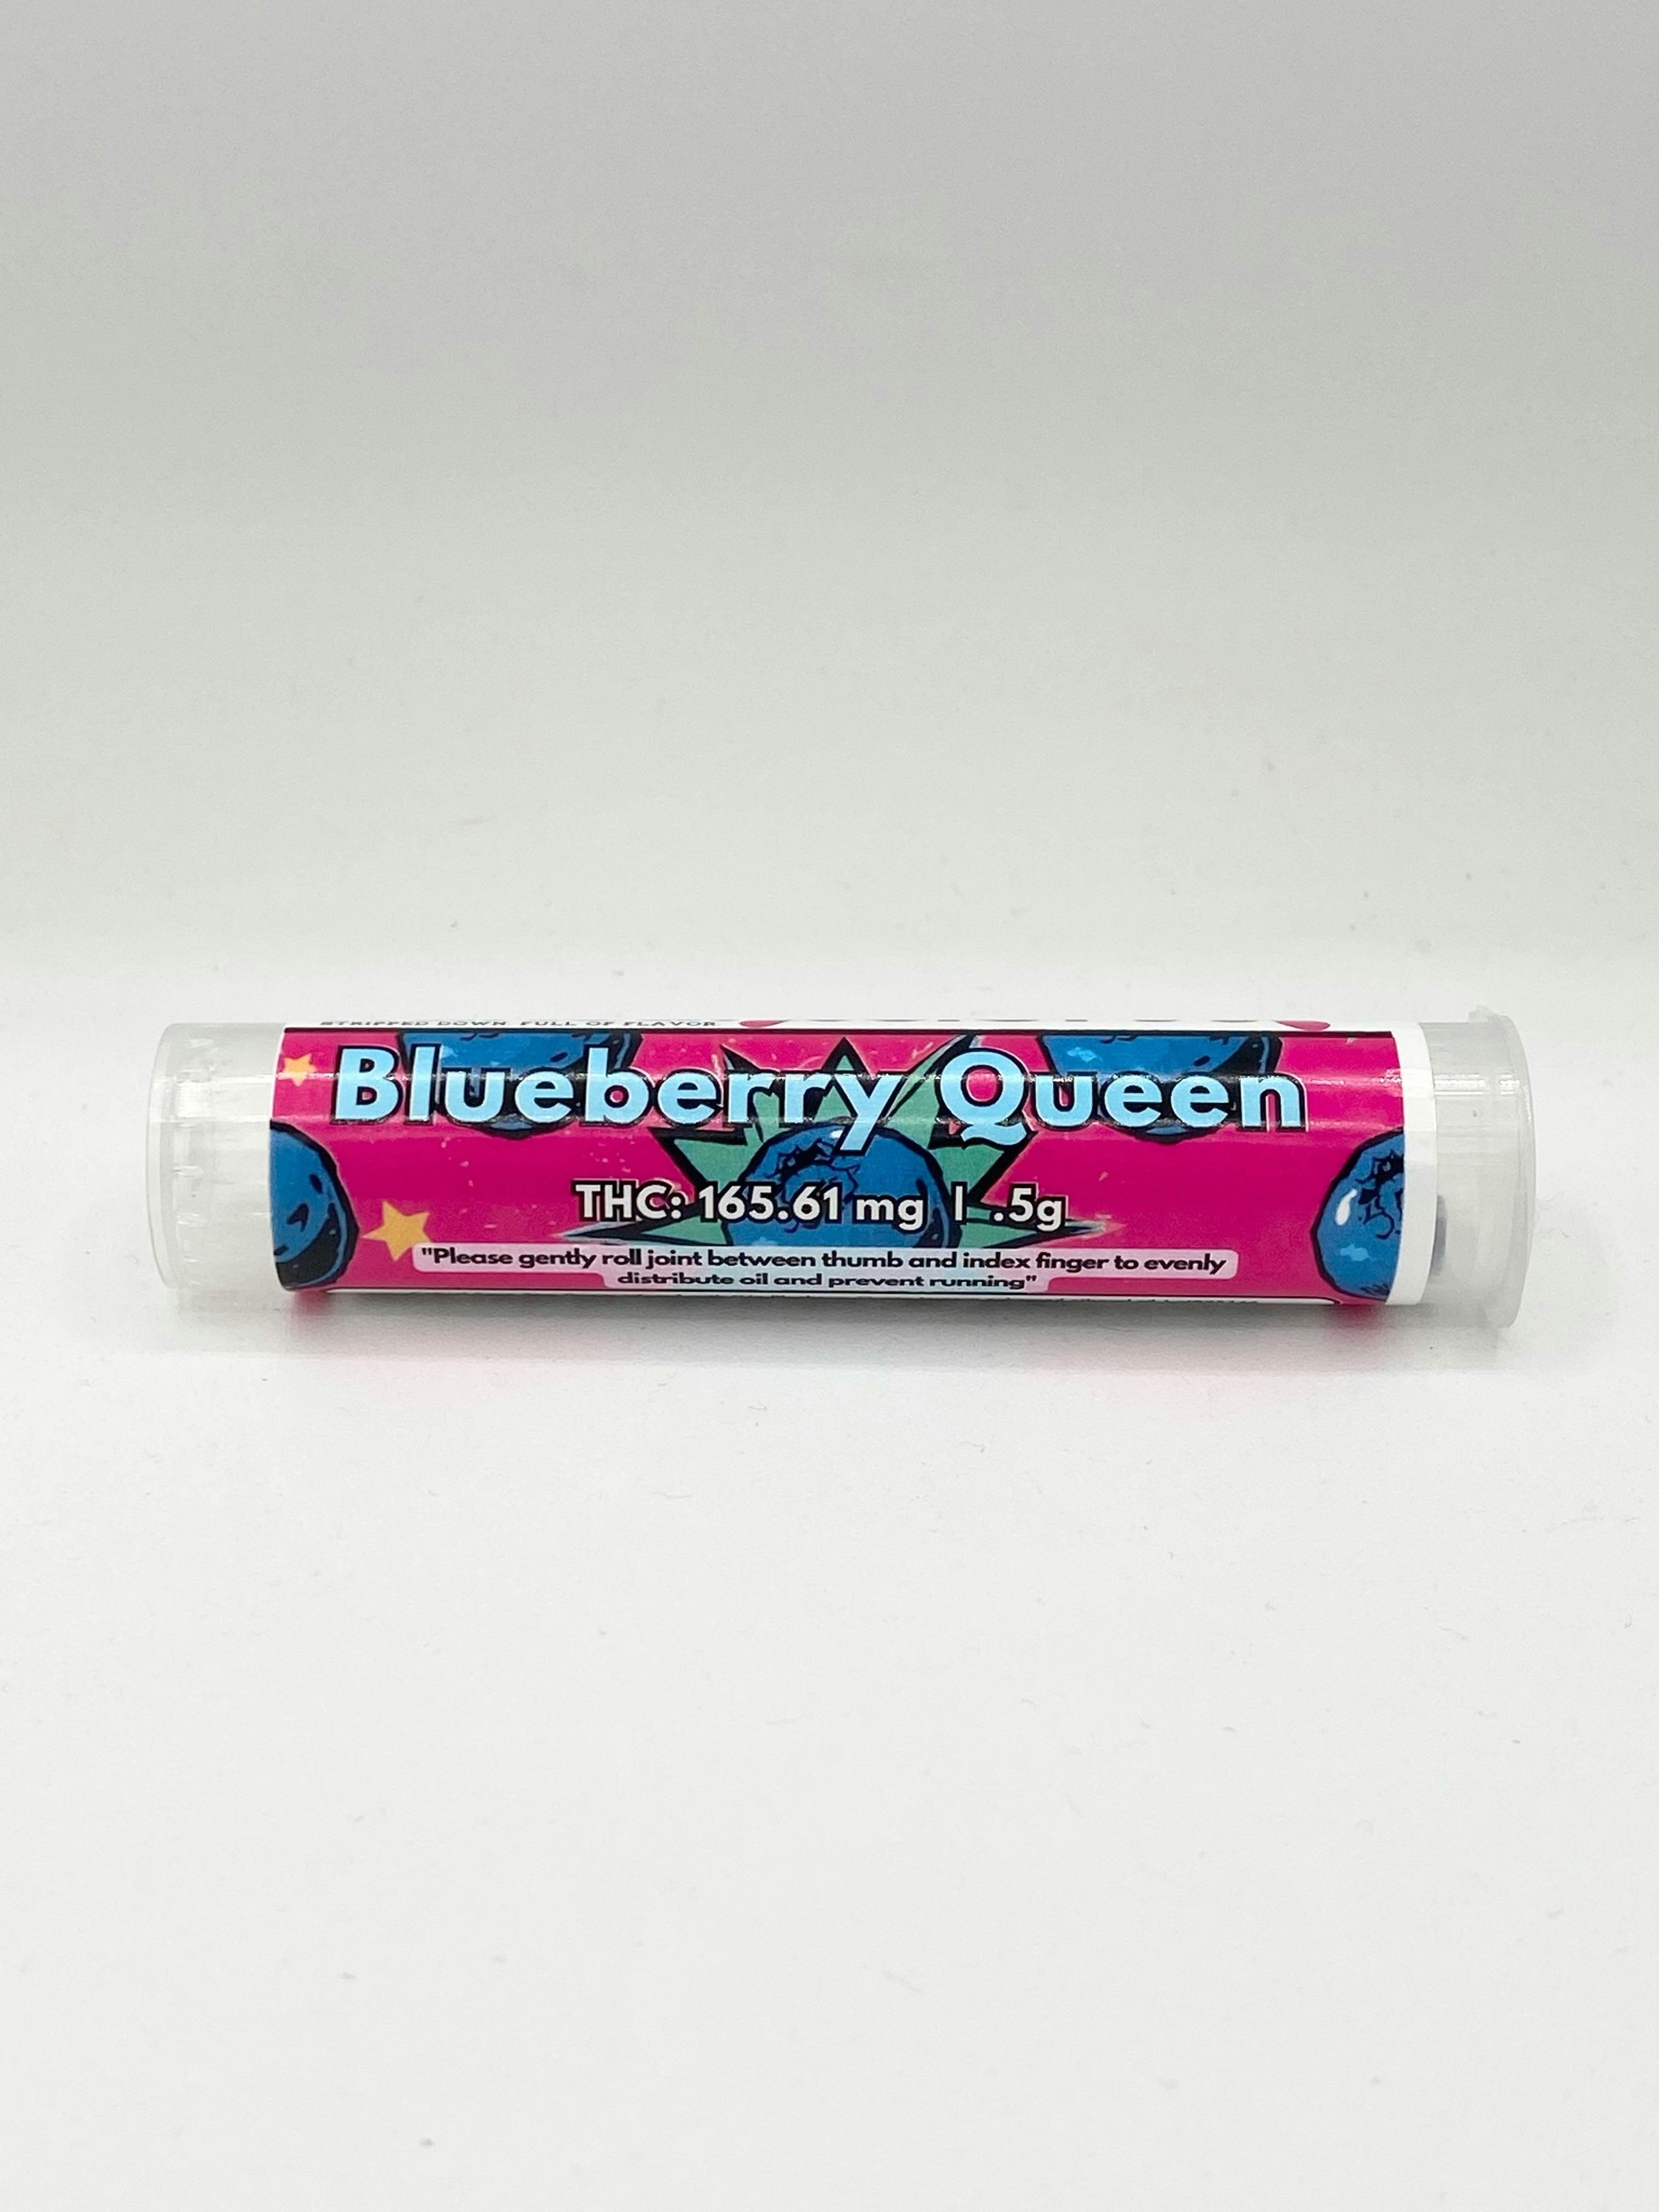 STRIPPED DOWN. FULL OF FLAVOR
Blueberry Queen
THC: 165.61 mg | .5g
"Please gently roll joint between thumb and index finger to evenly
distribute oil and prevent running"